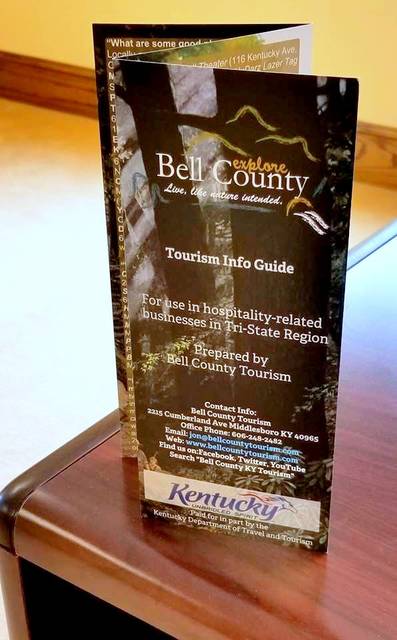 "What are some good
Theater (116 Kentucky Ave.
Lazer Tag
explore
Bell County
Live, like nature intended.
Tourism Info Guide
For use in hospitality-related
businesses in Tri-State Region
Prepared by
Bell County Tourism
Contact Info:
Bell County Tourism
2215 Cumberland Ave Middlesboro KY 40965
Office Phone: 606-248-2482
Email: jon@bellcountytourism.com
Web: www.bellcountytourism.com
Find us on:Facebook, Twitter, YouTube
Search "Bell County KY Tourism"
Kentucky
UNBRIDLED SPIRIT
Paid for in part by the
Kentucky Department of Travel and Tourism